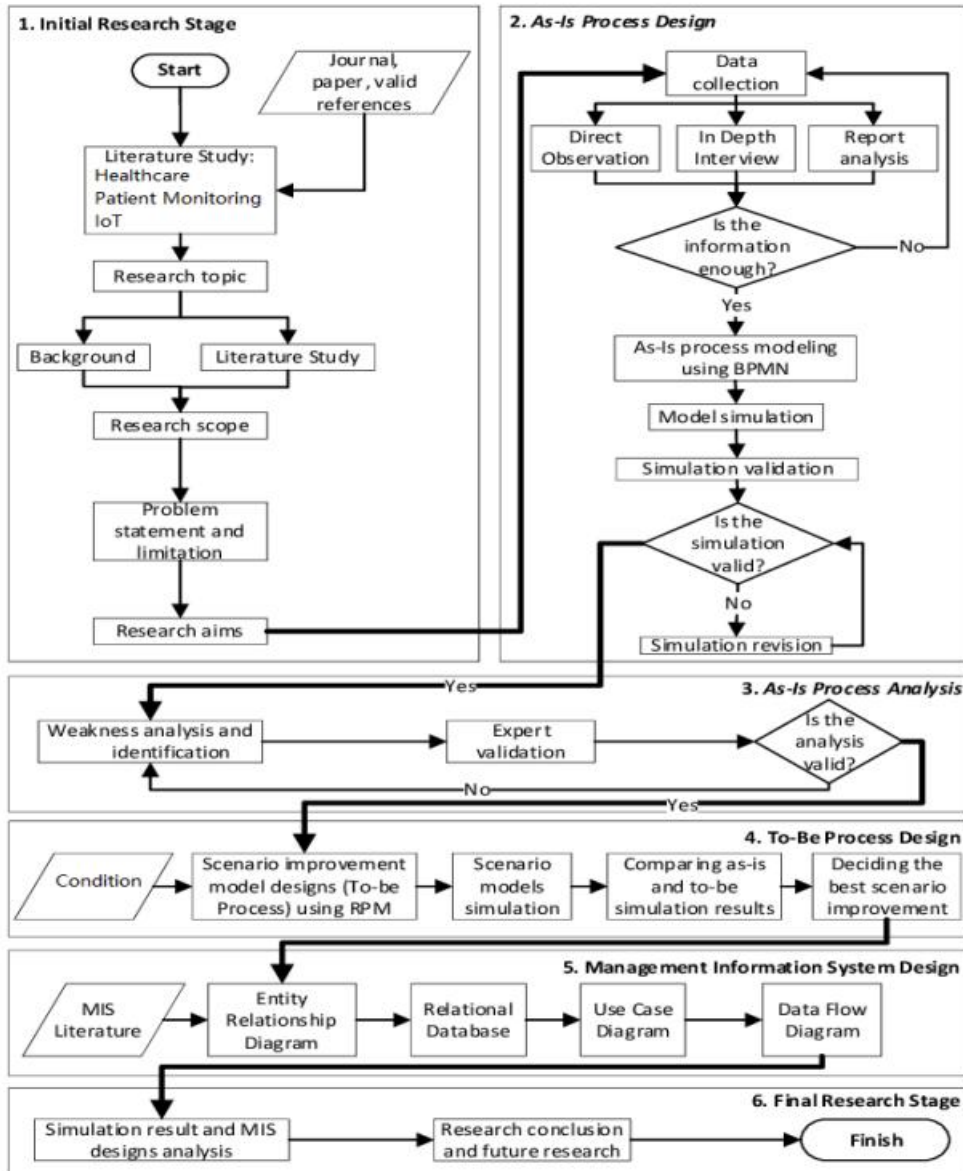 1. Initial Research Stage
Start
Journal,
paper, valid
references
Literature Study:
Healthcare
Patient Monitoring
IoT
Research topic
Background
Literature Study
Research scope
Problem
statement and
limitation
Research aims
2. As-Is Process Design
Data
collection
Direct
Observation
In Depth
Interview
Report
analysis
Is the
information
enough?
No
Yes
As-Is process modeling
using BPMN
Model simulation
Simulation validation
Is the
simulation
valid?
No
Simulation revision
Yes
3. As-Is Process Analysis
Weakness analysis and
identification
Expert
validation
Is the
analysis
valid?
No
Yes
4. To-Be Process Design
Condition
Scenario improvement
model designs (To-be
Process) using RPM
Scenario
models
simulation
Comparing as-is
and to-be
simulation results
Deciding the
best scenario
improvement
5. Management Information System Design
MIS
Literature
Entity
Relationship
Diagram
Relational
Database
Use Case
Diagram
Data Flow
Diagram
6. Final Research Stage
Simulation result and MIS
designs analysis
Research conclusion
and future research
Finish